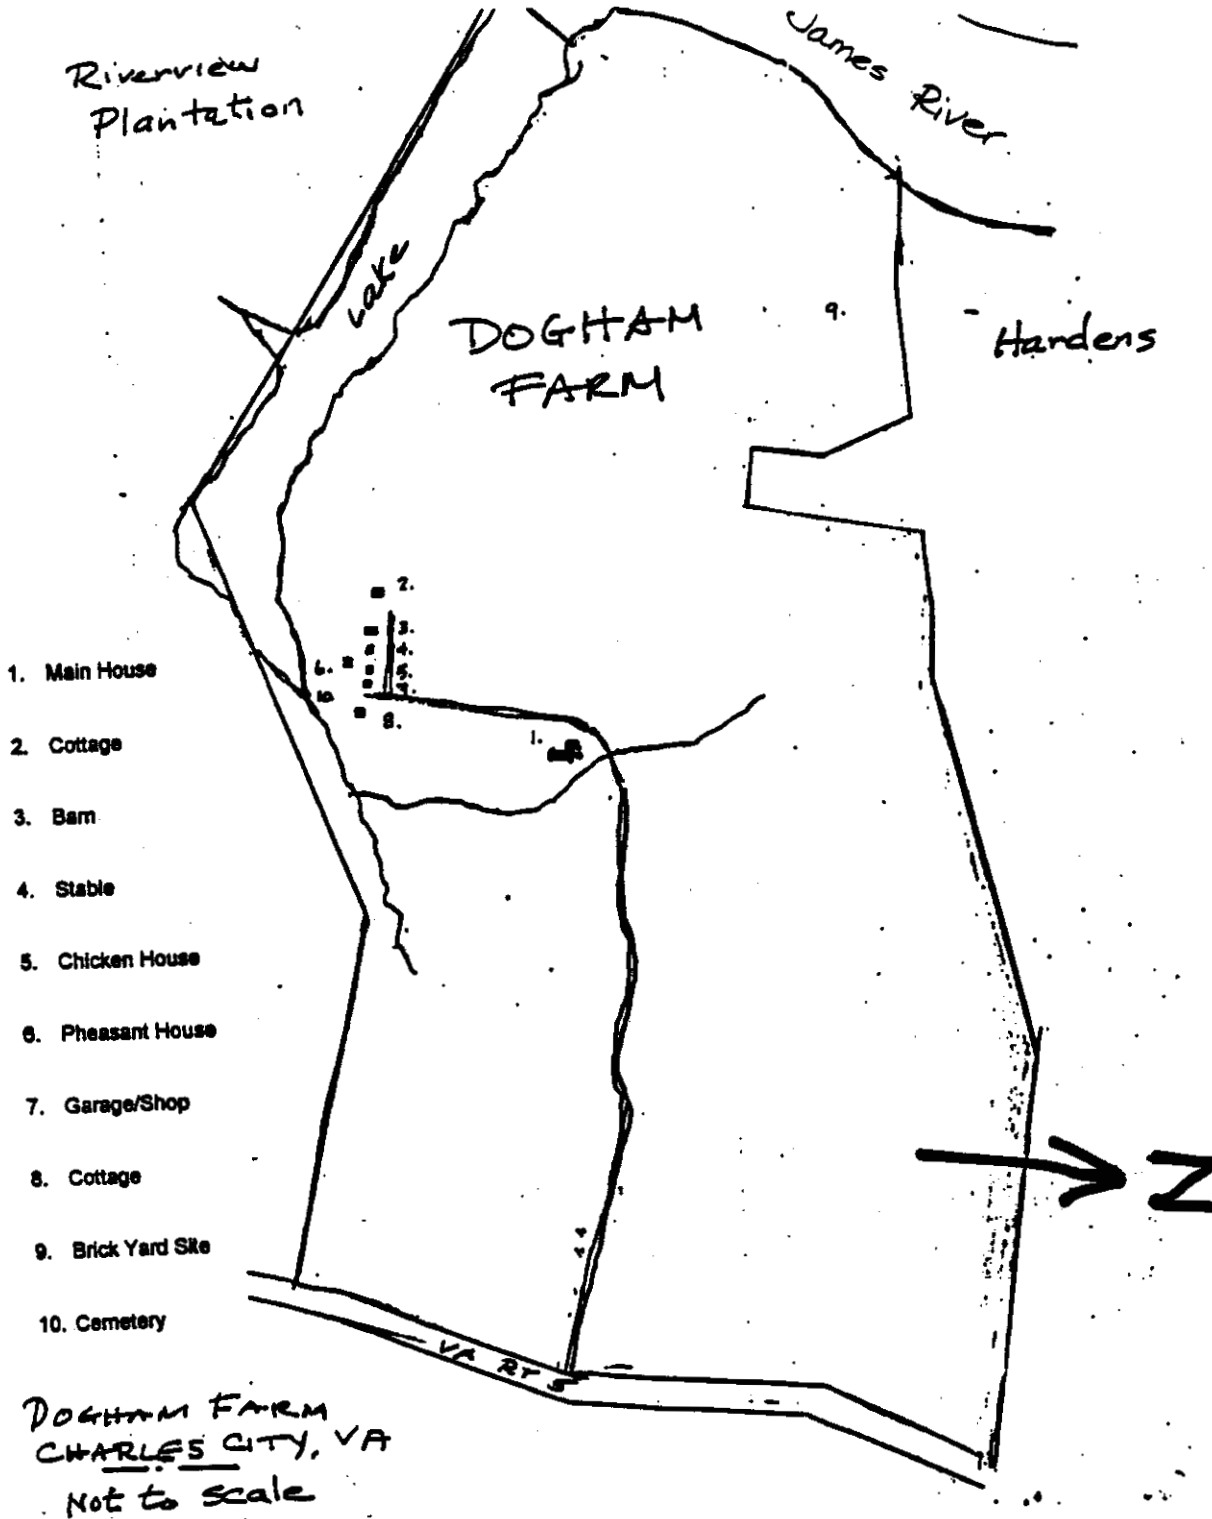 Riverview
Plantation
James
River
Lake
DOGHAM
FARM
9.
Hardens
2.
3.
4.
5.
6.
10
8.
1.
1. Main House
2. Cottage
3. Barn
4. Stable
5. Chicken House
6. Pheasant House
7. Garage/Shop
8. Cottage
9. Brick Yard Site
10. Cemetery
N
VA RT 5
DOGHAM FARM
CHARLES CITY, VA
Not to scale